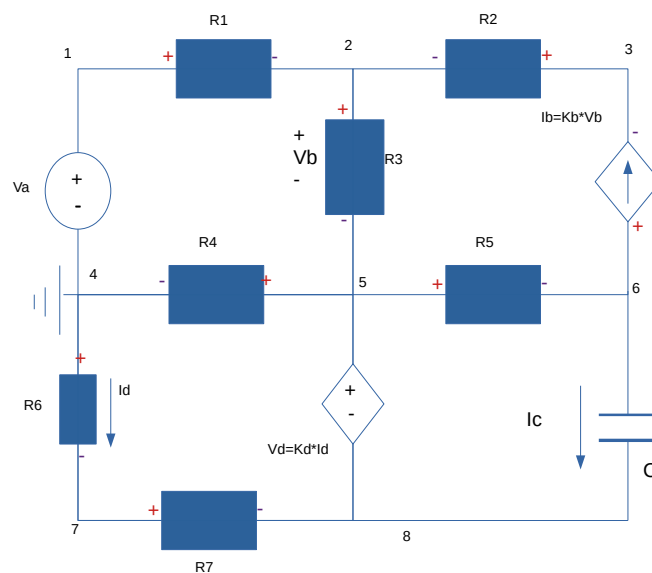 R1
R2
1
2
3
+
-
-
+
Ib=Kb*Vb
+
+
Vb
-
R3
-
-
Va
+
-
+
R4
R5
4
5
6
-
+
+
-
+
R6
Id
-
+
-
Vd=Kd*Id
Ic
C
7
+
-
8
R7